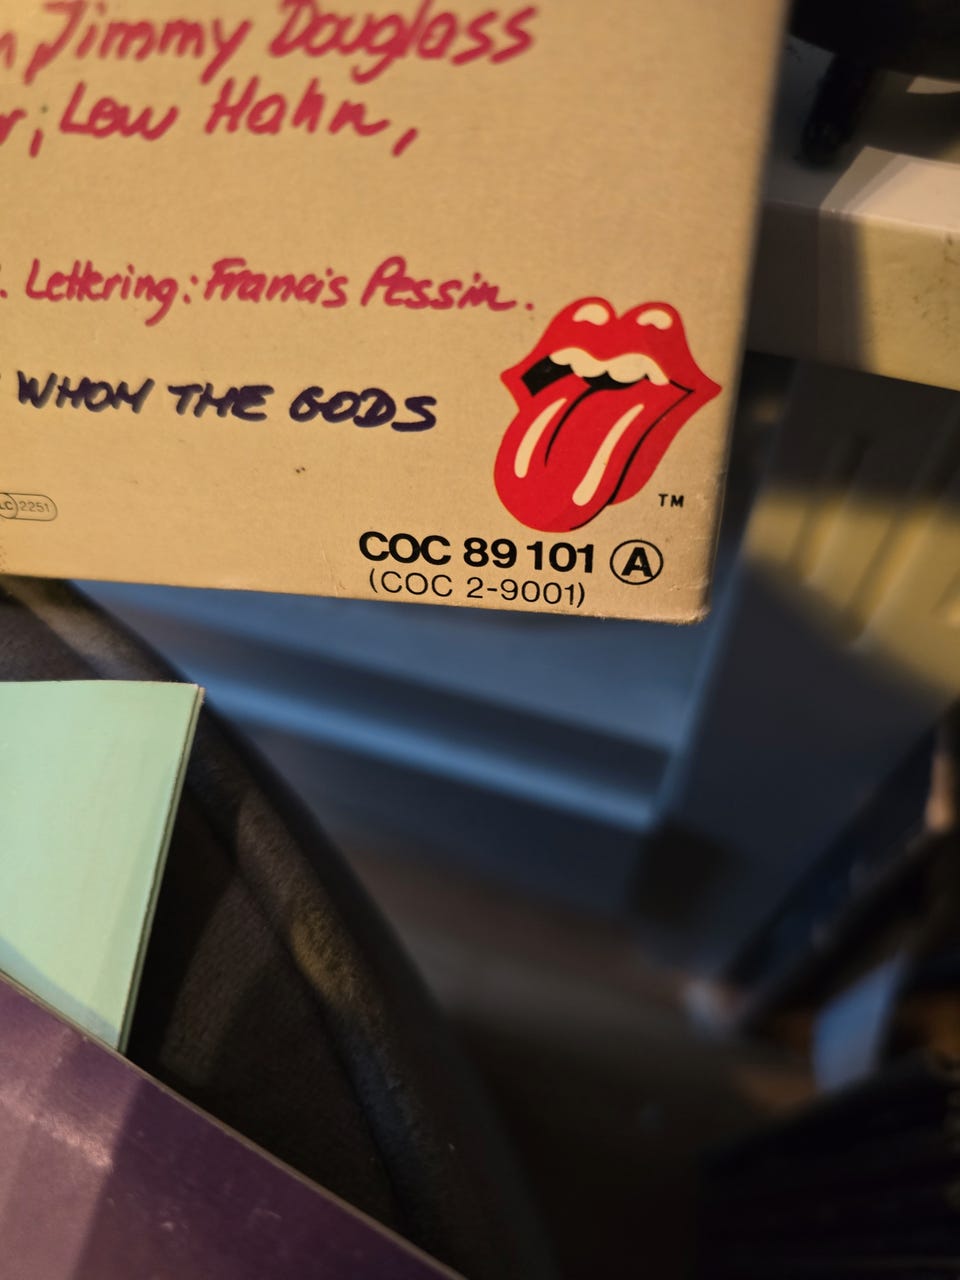 Jimmy Douglass
Lew Hahn,
. Lettering: Francis Pessin.
WHOM THE GODS
LC 2251
TM
COC 89 101 A
(COC 2-9001)